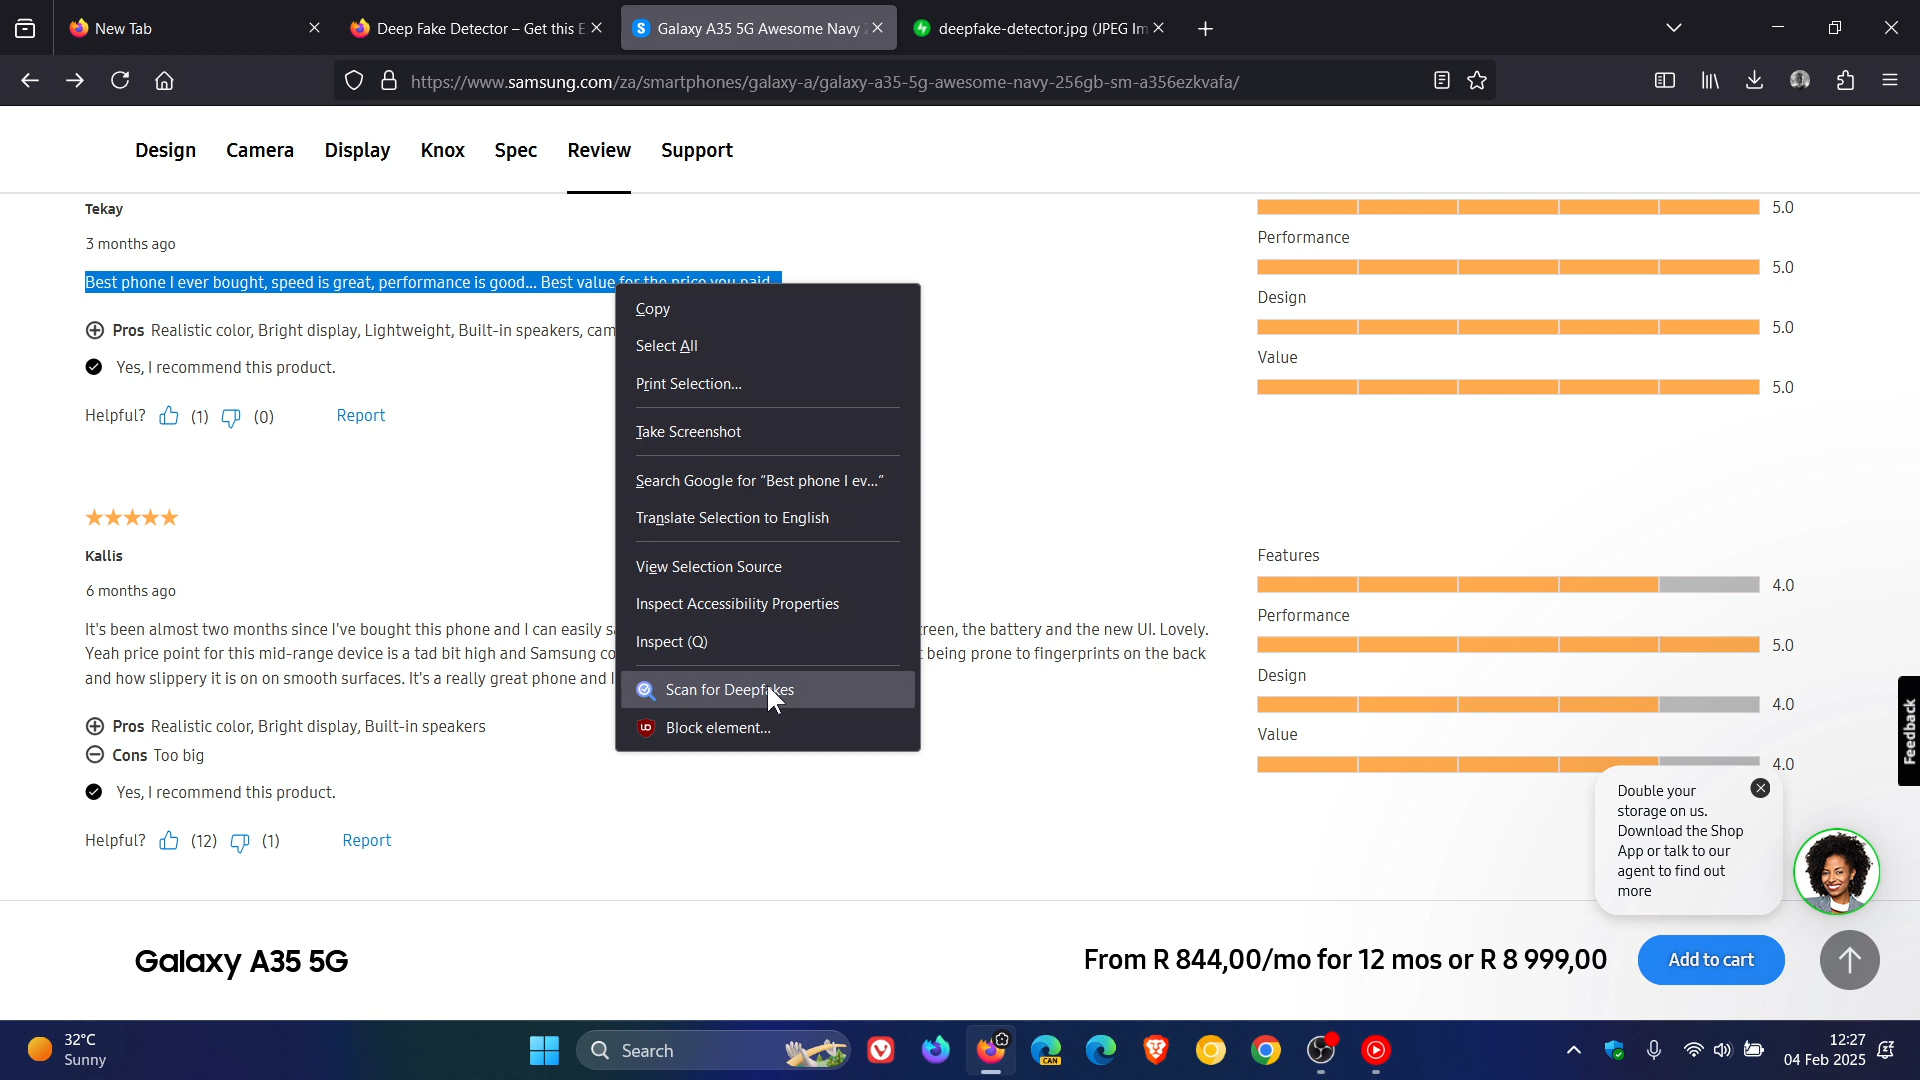 New Tab
Deep Fake Detector – Get this E
Galaxy A35 5G Awesome Navy
deepfake-detector.jpg (JPEG Im
https://www.samsung.com/za/smartphones/galaxy-a/galaxy-a35-5g-awesome-navy-256gb-sm-a356ezkvafa/
Design
Camera
Display
Knox
Spec
Review
Support
Tekay
3 months ago
Best phone I ever bought, speed is great, performance is good... Best value for the price you paid
Pros Realistic color, Bright display, Lightweight, Built-in speakers, cam
Yes, I recommend this product.
Helpful? (1) (0) Report
5.0
Performance
5.0
Design
5.0
Value
5.0
Copy
Select All
Print Selection...
Take Screenshot
Search Google for "Best phone I ev..."
Translate Selection to English
View Selection Source
Inspect Accessibility Properties
Inspect (Q)
Scan for Deepfakes
Block element...
Kallis
6 months ago
It's been almost two months since I've bought this phone and I can easily s reen, the battery and the new UI. Lovely.
Yeah price point for this mid-range device is a tad bit high and Samsung co being prone to fingerprints on the back
and how slippery it is on on smooth surfaces. It's a really great phone and I
Pros Realistic color, Bright display, Built-in speakers
Cons Too big
Yes, I recommend this product.
Helpful? (12) (1) Report
Features
4.0
Performance
5.0
Design
4.0
Value
4.0
Feedback
Double your
storage on us.
Download the Shop
App or talk to our
agent to find out
more
Galaxy A35 5G
From R 844,00/mo for 12 mos or R 8 999,00
Add to cart
32°C
Sunny
Search
CAN
12:27
04 Feb 2025